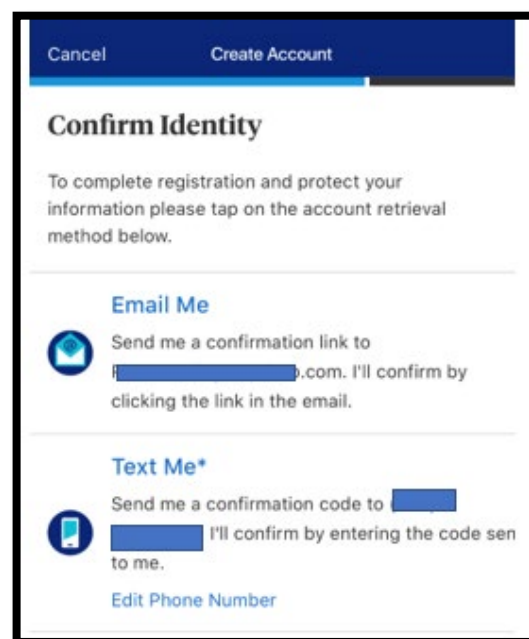 Cancel
Create Account
Confirm Identity
To complete registration and protect your
information please tap on the account retrieval
method below.
Email Me
Send me a confirmation link to
.com. I'll confirm by
clicking the link in the email.
Text Me*
Send me a confirmation code to
I'll confirm by entering the code sen
to me.
Edit Phone Number